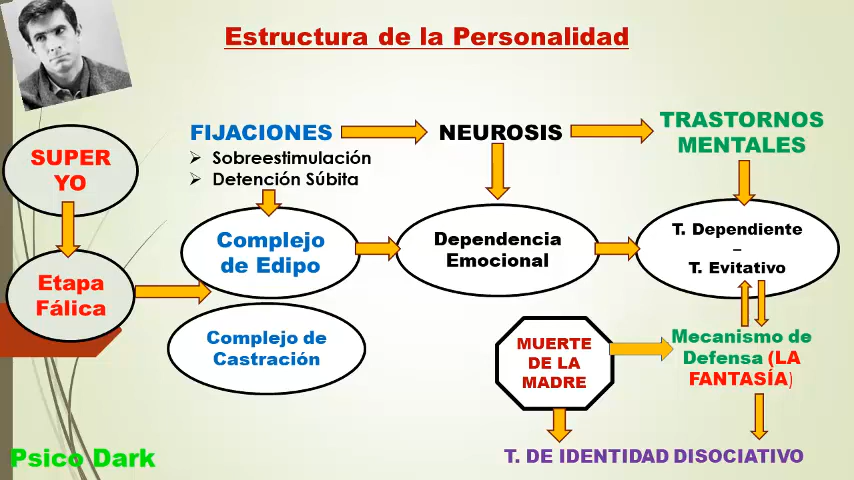 Estructura de la Personalidad
FIJACIONES
NEUROSIS
TRASTORNOS
MENTALES
Sobreestimulación
Detención Súbita
SUPER
YO
Complejo
de Edipo
Dependencia
Emocional
T. Dependiente
–
T. Evitativo
Etapa
Fálica
Complejo de
Castración
MUERTE
DE LA
MADRE
Mecanismo de
Defensa (LA
FANTASÍA)
T. DE IDENTIDAD DISOCIATIVO
Psico Dark